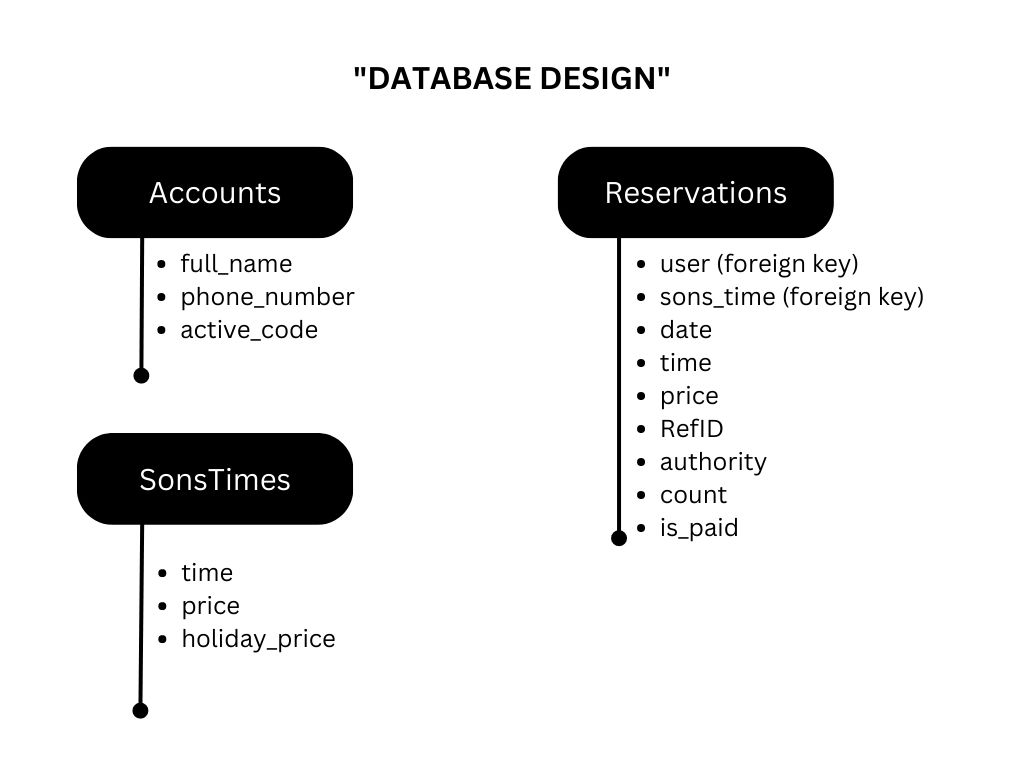 "DATABASE DESIGN"
Accounts
full_name
phone_number
active_code
SonsTimes
time
price
holiday_price
Reservations
user (foreign key)
sons_time (foreign key)
date
time
price
RefID
authority
count
is_paid